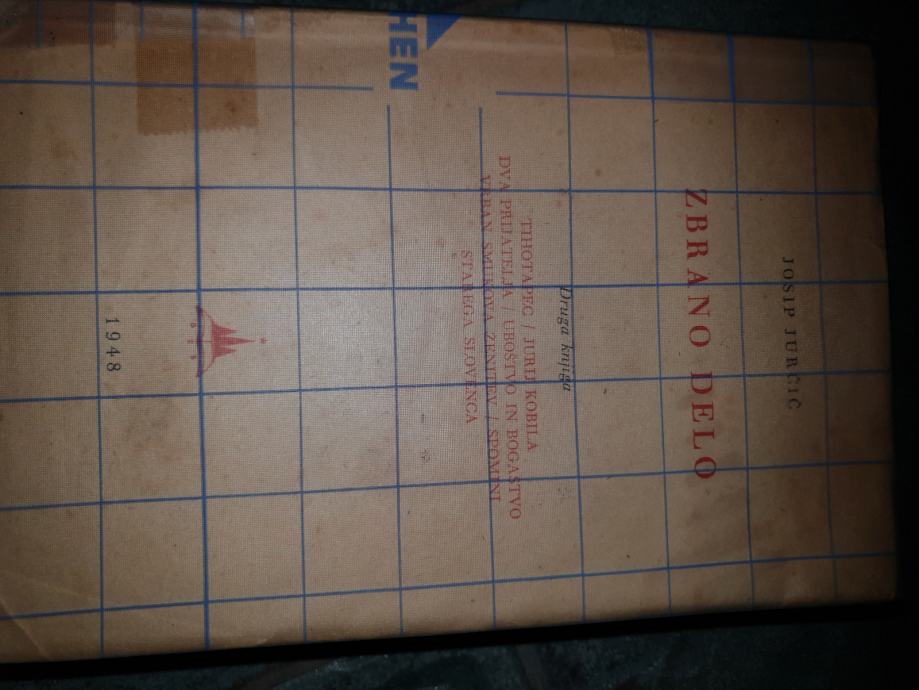 JOSIP JURČIČ
ZBRANO DELO
Druga knjiga
TIHOTAPEC / JURIJ KOBILA
DVA PRIJATELJA / UBOŠTVO IN BOGASTVO
VRBAN SMUKOVA ŽENITEV / SPOMINI
STAREGA SLOVENCA
1948
HEN